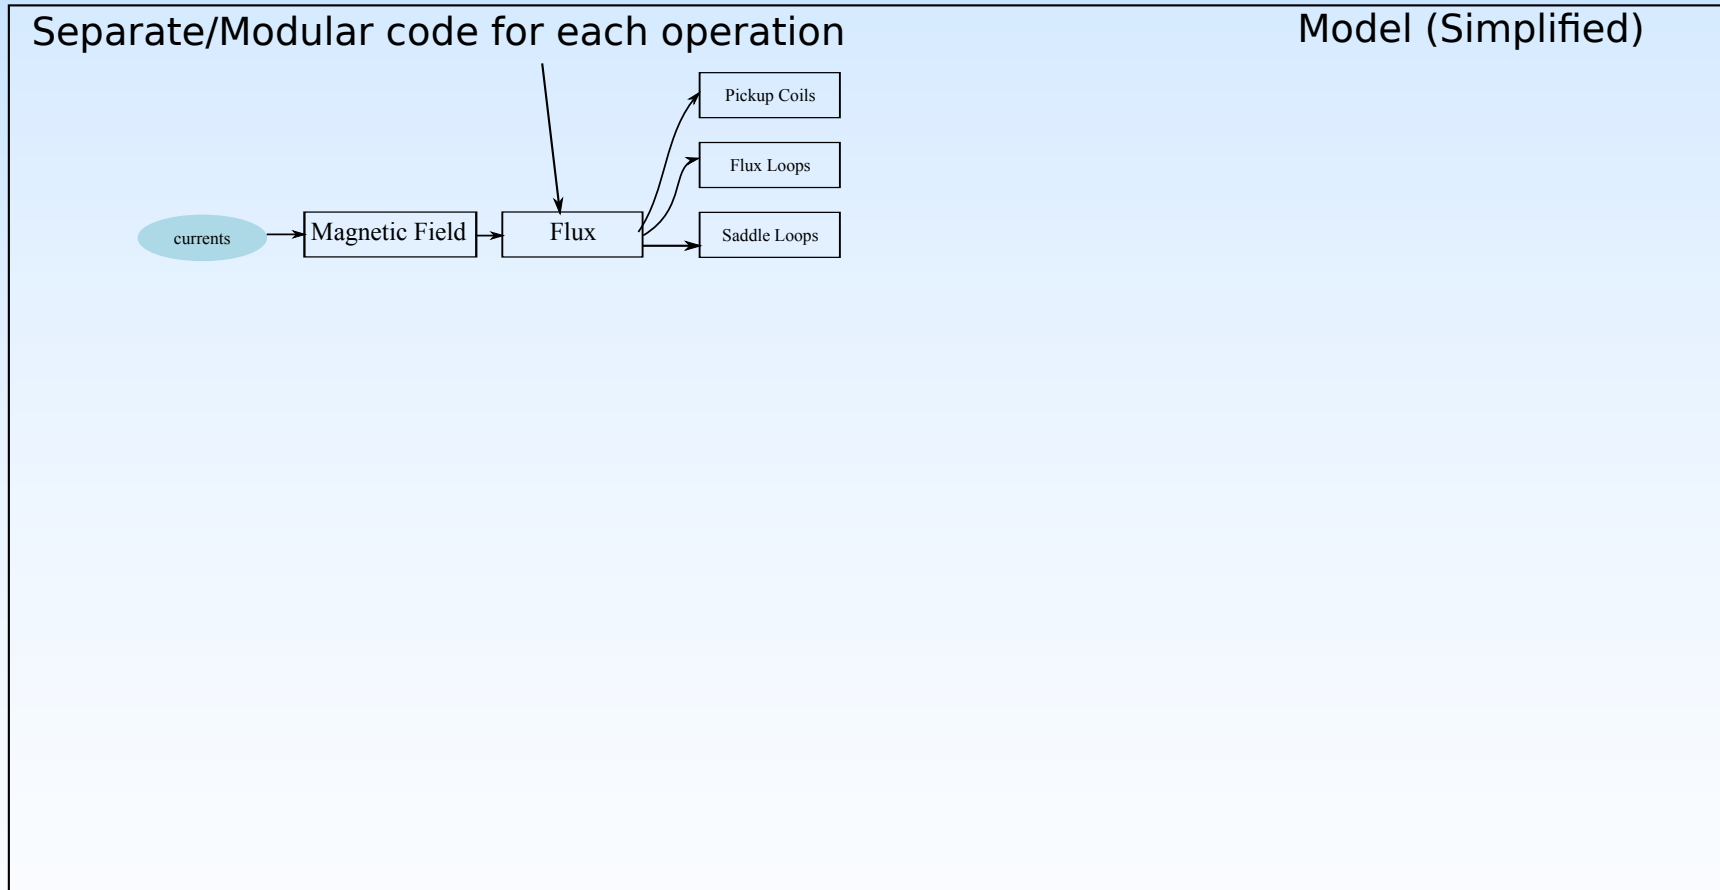 Separate/Modular code for each operation
Model (Simplified)
Pickup Coils
Flux Loops
Saddle Loops
currents
Magnetic Field
Flux